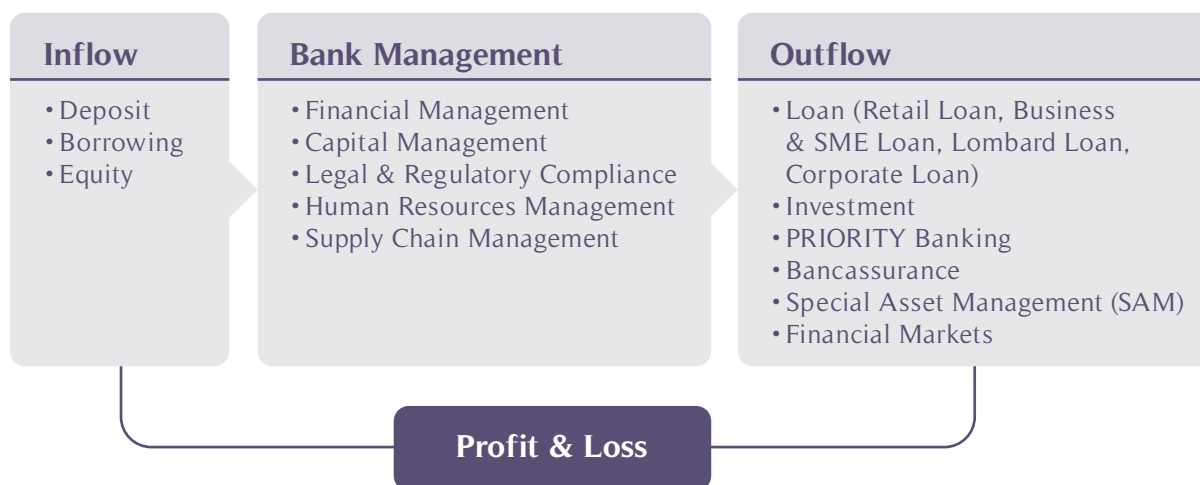 Inflow
• Deposit
• Borrowing
• Equity
Bank Management
• Financial Management
• Capital Management
• Legal & Regulatory Compliance
• Human Resources Management
• Supply Chain Management
Outflow
• Loan (Retail Loan, Business
& SME Loan, Lombard Loan,
Corporate Loan)
• Investment
• PRIORITY Banking
• Bancassurance
• Special Asset Management (SAM)
• Financial Markets
Profit & Loss